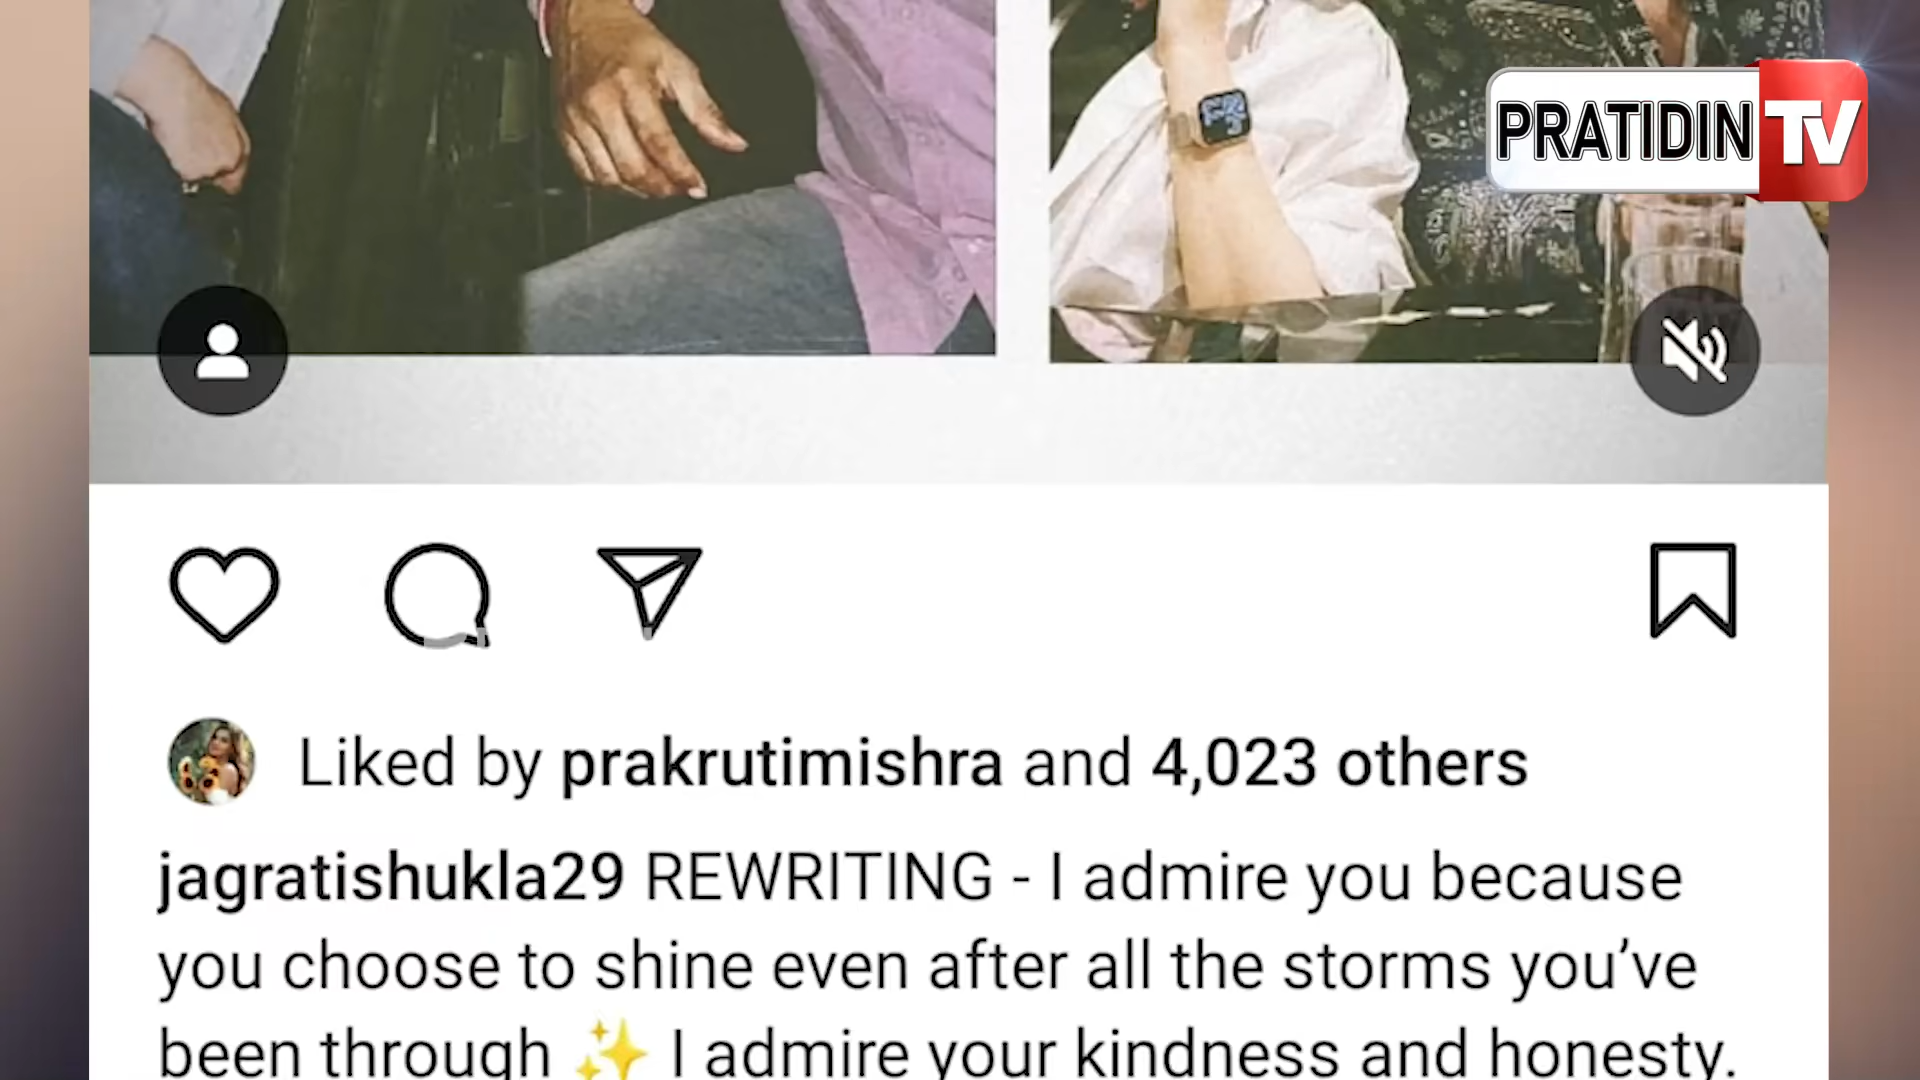 PRATIDIN TV
Liked by prakrutimishra and 4,023 others
jagratishukla29 REWRITING - I admire you because
you choose to shine even after all the storms you’ve
been through ✨ I admire your kindness and honesty.